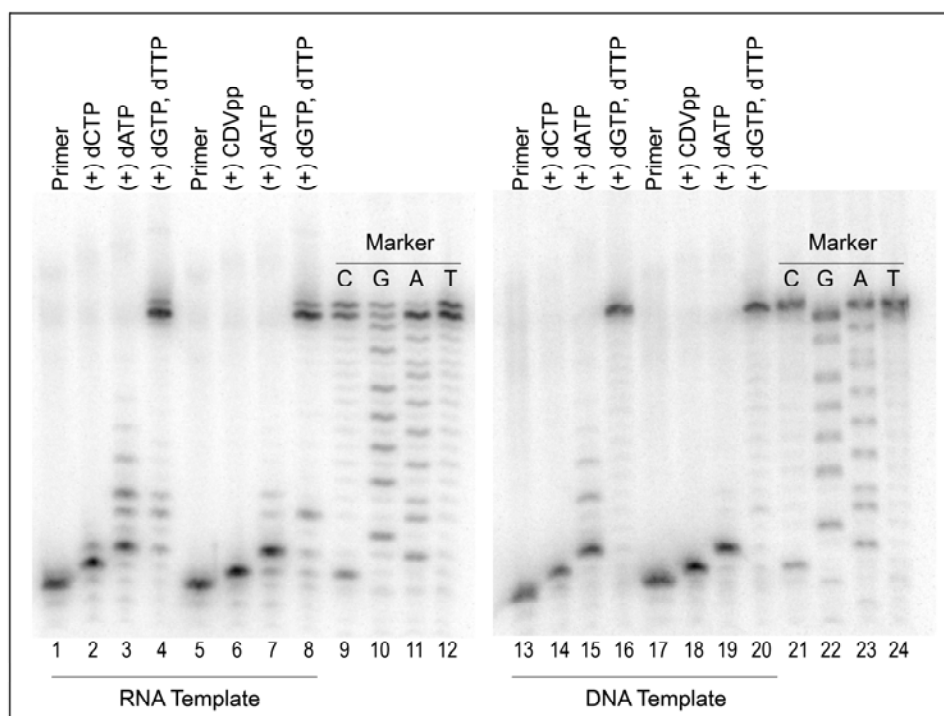 Primer
(+) dCTP
(+) dATP
(+) dGTP, dTTP
Primer
(+) CDVpp
(+) dATP
(+) dGTP, dTTP
Marker
C G A T
Primer
(+) dCTP
(+) dATP
(+) dGTP, dTTP
Primer
(+) CDVpp
(+) dATP
(+) dGTP, dTTP
Marker
C G A T
1 2 3 4 5 6 7 8 9 10 11 12
RNA Template
13 14 15 16 17 18 19 20 21 22 23 24
DNA Template